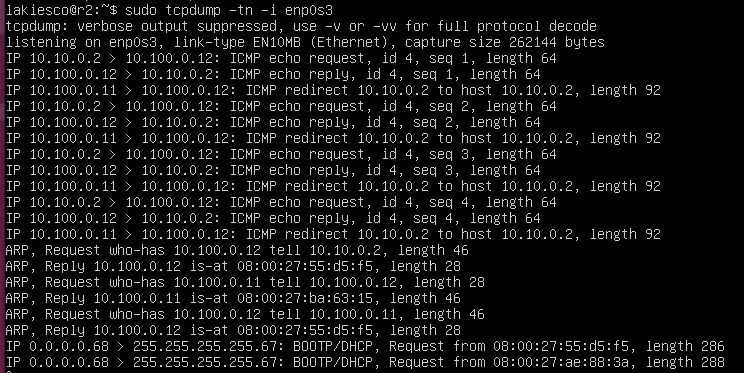 lakiesco@r2:~$ sudo tcpdump -tn -i enp0s3
tcpdump: verbose output suppressed, use -v or -vv for full protocol decode
listening on enp0s3, link-type EN10MB (Ethernet), capture size 262144 bytes
IP 10.10.0.2 > 10.100.0.12: ICMP echo request, id 4, seq 1, length 64
IP 10.100.0.12 > 10.10.0.2: ICMP echo reply, id 4, seq 1, length 64
IP 10.100.0.11 > 10.100.0.12: ICMP redirect 10.10.0.2 to host 10.10.0.2, length 92
IP 10.10.0.2 > 10.100.0.12: ICMP echo request, id 4, seq 2, length 64
IP 10.100.0.12 > 10.10.0.2: ICMP echo reply, id 4, seq 2, length 64
IP 10.100.0.11 > 10.100.0.12: ICMP redirect 10.10.0.2 to host 10.10.0.2, length 92
IP 10.10.0.2 > 10.100.0.12: ICMP echo request, id 4, seq 3, length 64
IP 10.100.0.12 > 10.10.0.2: ICMP echo reply, id 4, seq 3, length 64
IP 10.100.0.11 > 10.100.0.12: ICMP redirect 10.10.0.2 to host 10.10.0.2, length 92
IP 10.10.0.2 > 10.100.0.12: ICMP echo request, id 4, seq 4, length 64
IP 10.100.0.12 > 10.10.0.2: ICMP echo reply, id 4, seq 4, length 64
IP 10.100.0.11 > 10.100.0.12: ICMP redirect 10.10.0.2 to host 10.10.0.2, length 92
ARP, Request who-has 10.100.0.12 tell 10.10.0.2, length 46
ARP, Reply 10.100.0.12 is-at 08:00:27:55:d5:f5, length 28
ARP, Request who-has 10.100.0.11 tell 10.100.0.12, length 28
ARP, Reply 10.100.0.11 is-at 08:00:27:ba:63:15, length 46
ARP, Request who-has 10.100.0.12 tell 10.100.0.11, length 46
ARP, Reply 10.100.0.12 is-at 08:00:27:55:d5:f5, length 28
IP 0.0.0.0.68 > 255.255.255.255.67: BOOTP/DHCP, Request from 08:00:27:55:d5:f5, length 286
IP 0.0.0.0.68 > 255.255.255.255.67: BOOTP/DHCP, Request from 08:00:27:ae:88:3a, length 288